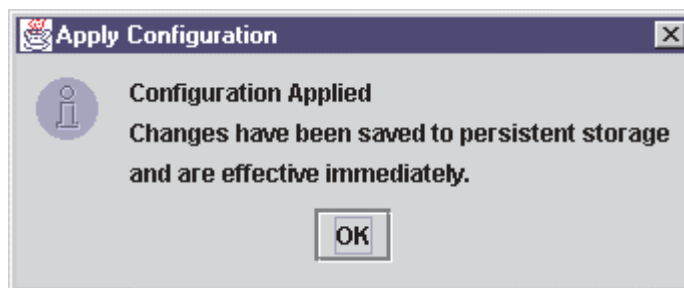 Apply Configuration
Configuration Applied
Changes have been saved to persistent storage
and are effective immediately.
OK